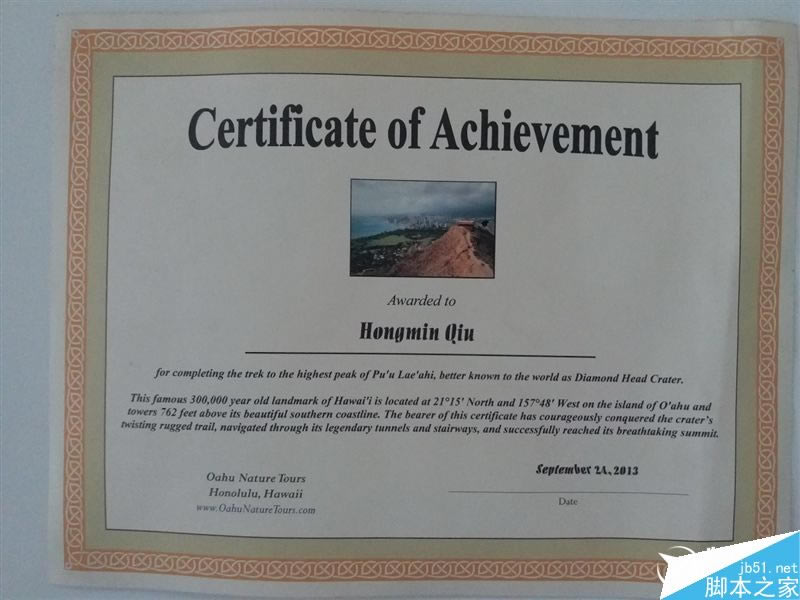 Certificate of Achievement
Awarded to
Hongmin Qiu
for completing the trek to the highest peak of Pu'u Lae'ahi, better known to the world as Diamond Head Crater.
This famous 300,000 year old landmark of Hawai'i is located at 21°15' North and 157°48' West on the island of O'ahu and
towers 762 feet above its beautiful southern coastline. The bearer of this certificate has courageously conquered the crater's
twisting rugged trail, navigated through its legendary tunnels and stairways, and successfully reached its breathtaking summit.
September 24, 2013
Date
Oahu Nature Tours
Honolulu, Hawaii
www.OahuNatureTours.com
jb51.net
脚本之家